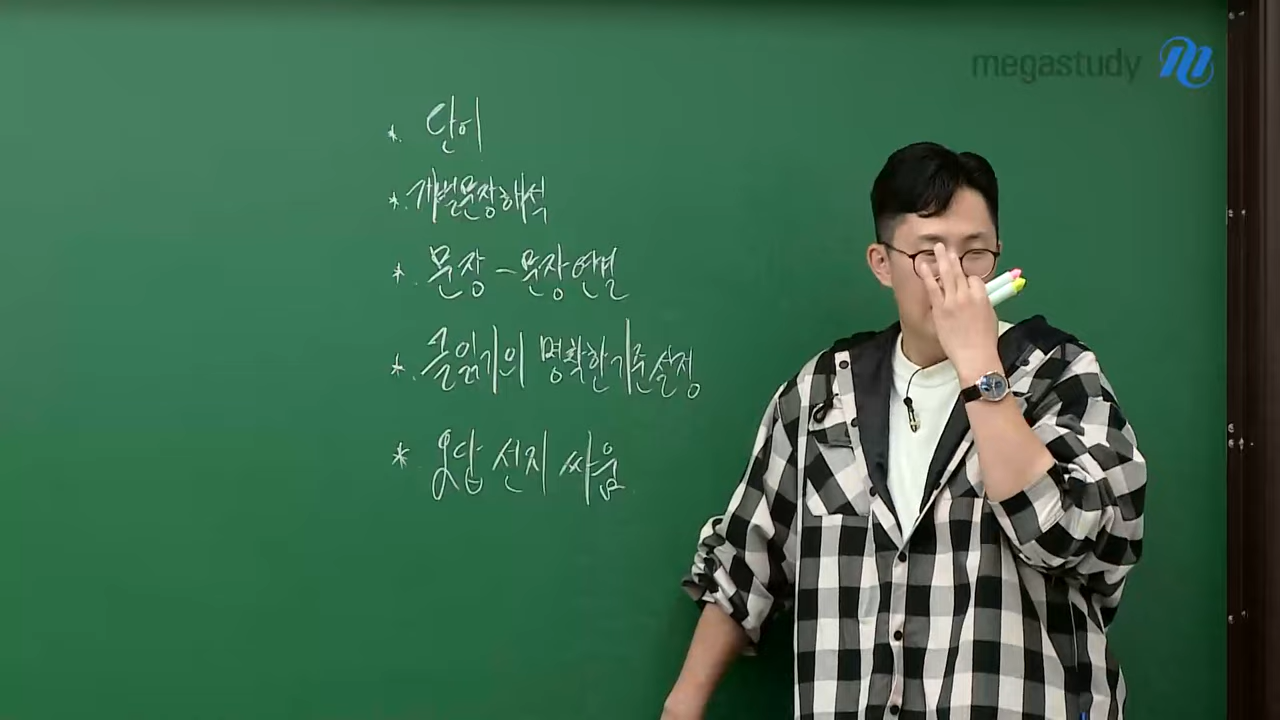 megastudy
* 단어
* 개별문장해석
* 문장 - 문장 연결
* 글읽기의 명확한 기준 설정
* 오답 선지 싸움